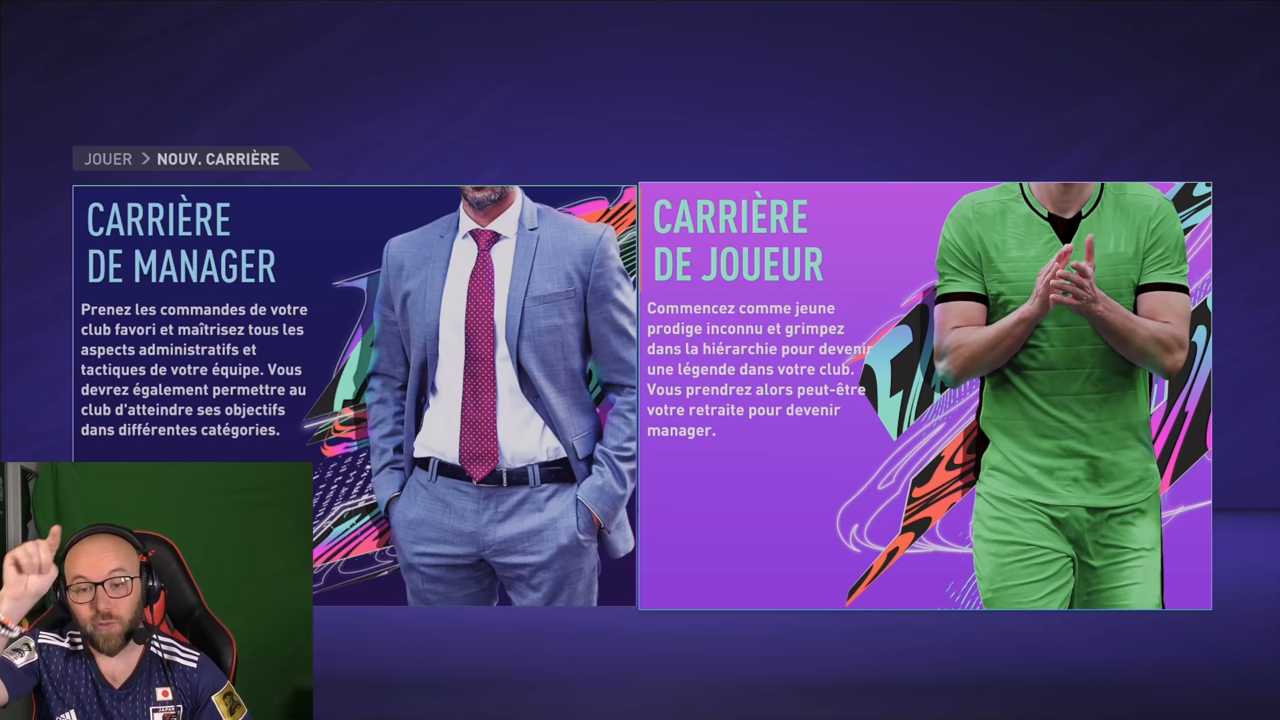 JOUER > NOUV. CARRIÈRE
CARRIÈRE
DE MANAGER
Prenez les commandes de votre
club favori et maîtrisez tous les
aspects administratifs et
tactiques de votre équipe. Vous
devrez également permettre au
club d'atteindre ses objectifs
dans différentes catégories.
CARRIÈRE
DE JOUEUR
Commencez comme jeune
prodige inconnu et grimpez
dans la hiérarchie pour devenir
une légende dans votre club.
Vous prendrez alors peut-être
votre retraite pour devenir
manager.
JAPAN